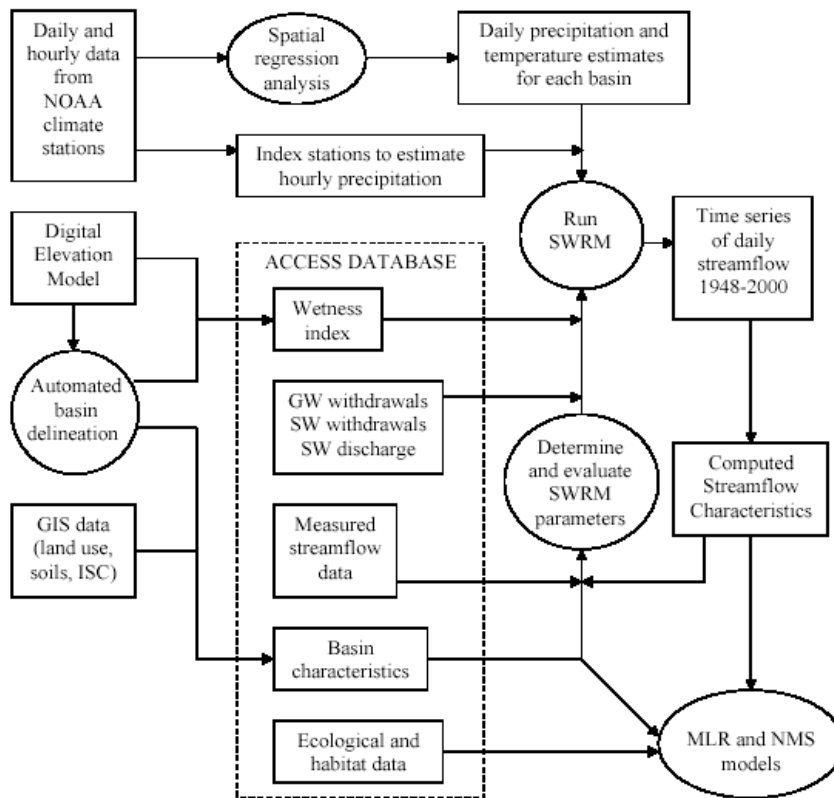 Daily and
hourly data
from
NOAA
climate
stations
Spatial
regression
analysis
Daily precipitation and
temperature estimates
for each basin
Index stations to estimate
hourly precipitation
Digital
Elevation
Model
ACCESS DATABASE
Wetness
index
Run
SWRM
Time series
of daily
streamflow
1948-2000
Automated
basin
delineation
GW withdrawals
SW withdrawals
SW discharge
Determine
and evaluate
SWRM
parameters
Computed
Streamflow
Characteristics
GIS data
(land use,
soils, ISC)
Measured
streamflow
data
Basin
characteristics
Ecological and
habitat data
MLR and NMS
models